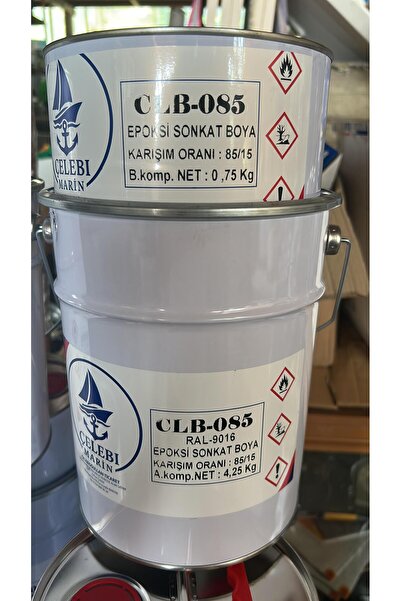 CLB-085
EPOKSİ SONKAT BOYA
KARIŞIM ORANI : 85/15
B.komp. NET : 0 ,75 Kg
ÇELEBİ
MARİN
CLB-085
RAL-9016
EPOKSİ SONKAT BOYA
KARIŞIM ORANI : 85/15
A.komp. NET : 4,25 Kg
ÇELEBİ
MARİN